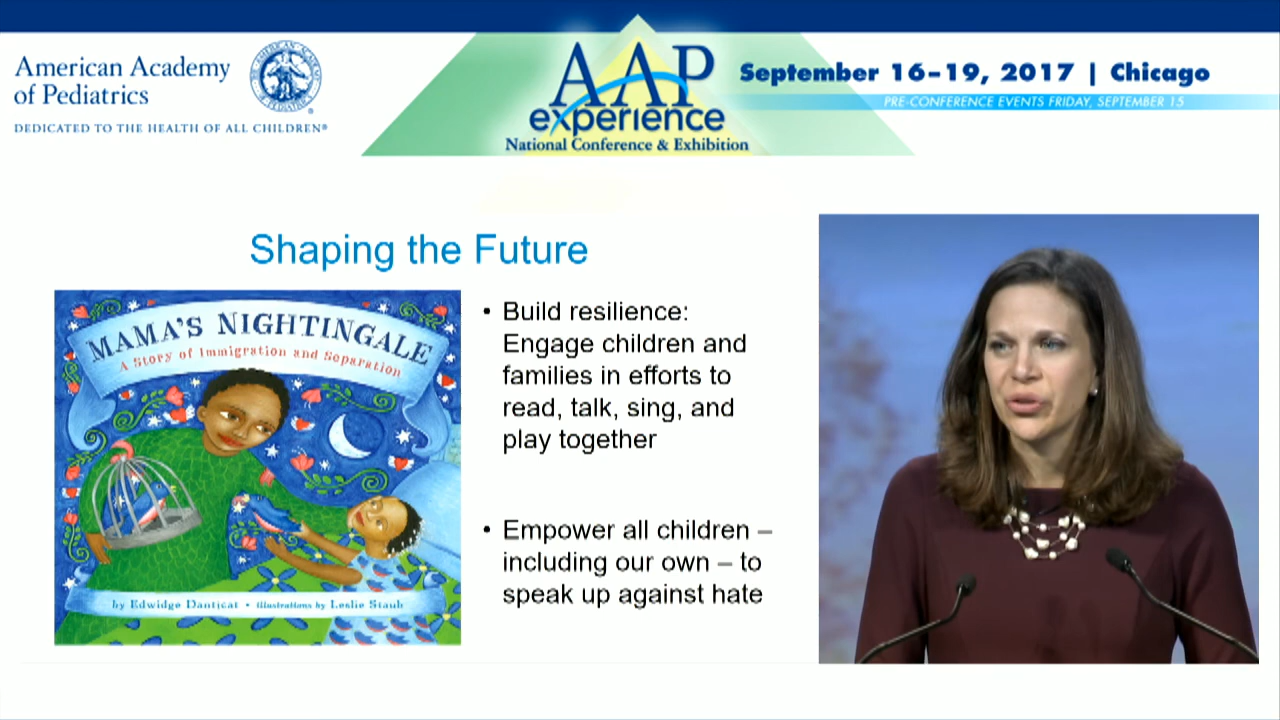 American Academy
of Pediatrics
DEDICATED TO THE HEALTH OF ALL CHILDREN®
AAP
experience
National Conference & Exhibition
September 16–19, 2017 | Chicago
PRE-CONFERENCE EVENTS FRIDAY, SEPTEMBER 15
Shaping the Future
MAMA'S NIGHTINGALE
A Story of Immigration and Separation
by Edwidge Danticat • illustrations by Leslie Staub
• Build resilience:
Engage children and
families in efforts to
read, talk, sing, and
play together
• Empower all children –
including our own – to
speak up against hate